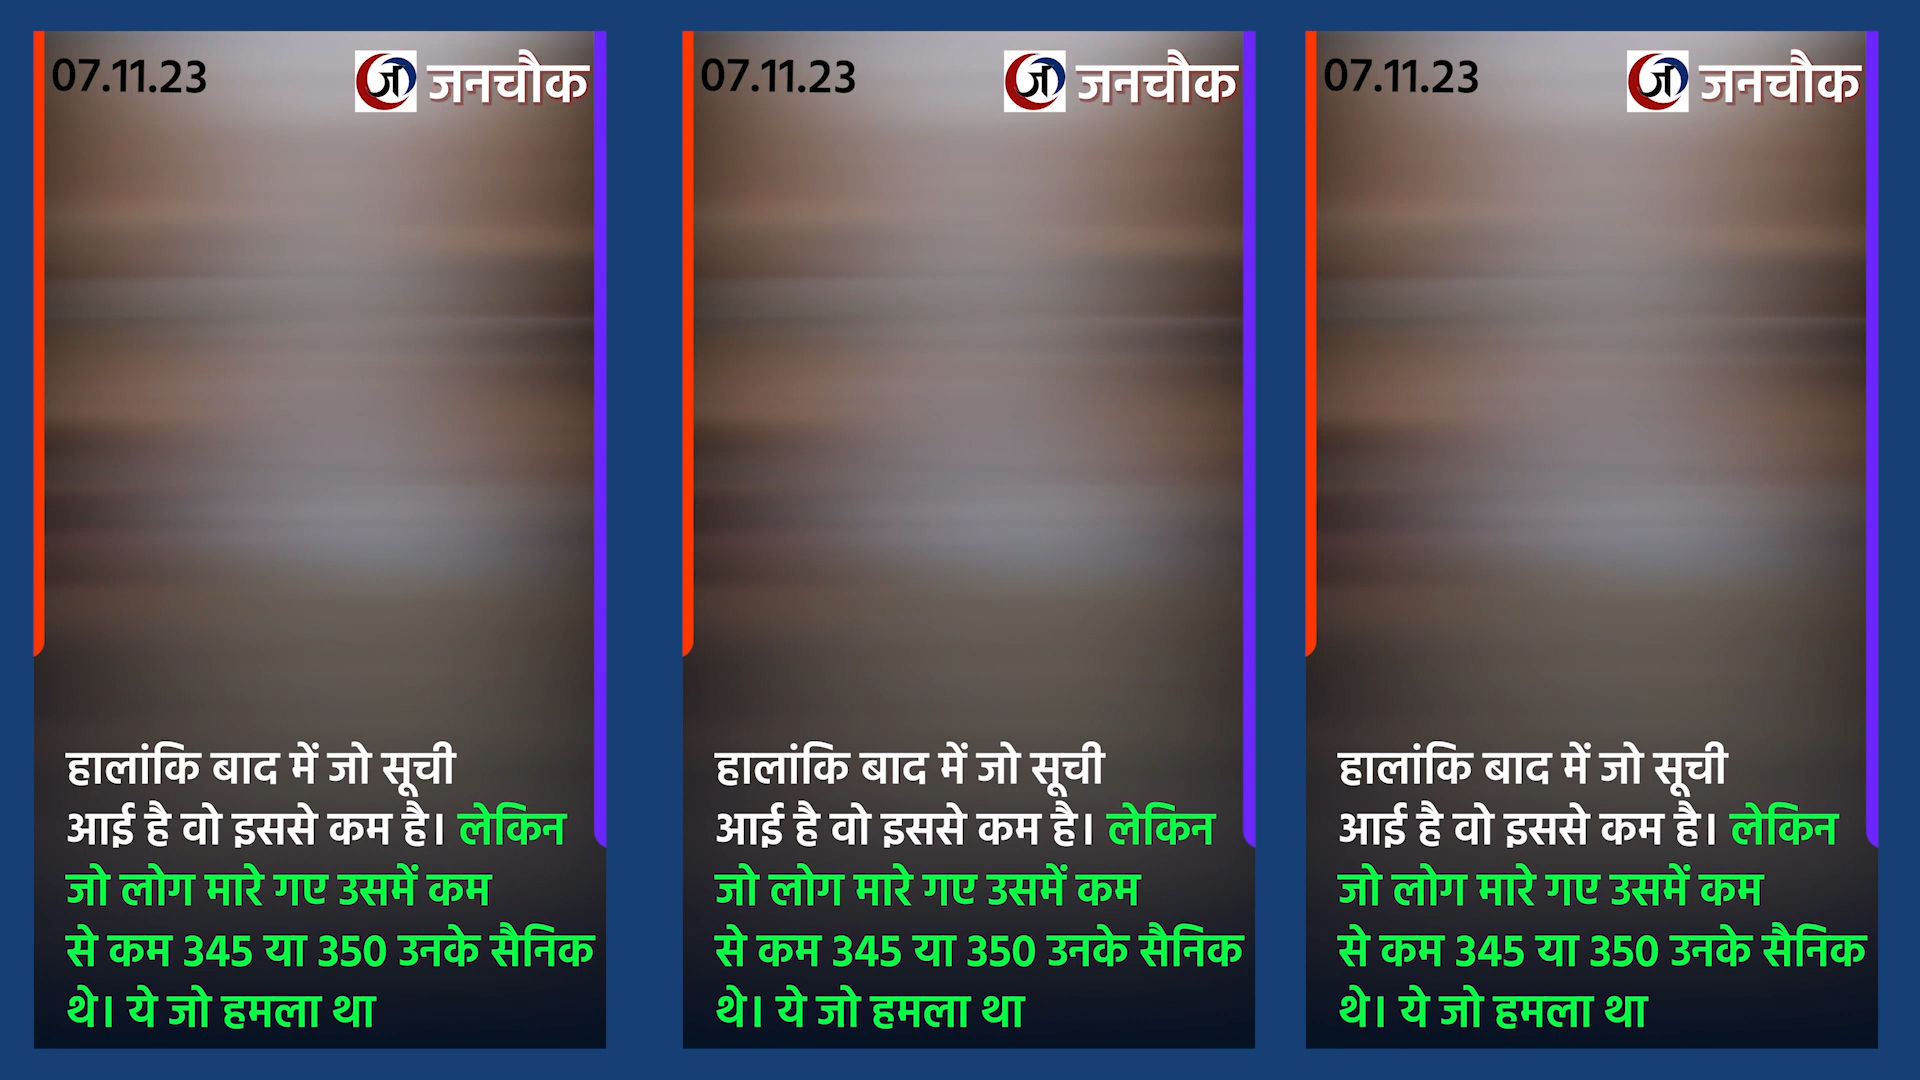 07.11.23
ज जनचौक
हालांकि बाद में जो सूची
आई है वो इससे कम है। लेकिन
जो लोग मारे गए उसमें कम
से कम 345 या 350 उनके सैनिक
थे। ये जो हमला था
07.11.23
ज जनचौक
हालांकि बाद में जो सूची
आई है वो इससे कम है। लेकिन
जो लोग मारे गए उसमें कम
से कम 345 या 350 उनके सैनिक
थे। ये जो हमला था
07.11.23
ज जनचौक
हालांकि बाद में जो सूची
आई है वो इससे कम है। लेकिन
जो लोग मारे गए उसमें कम
से कम 345 या 350 उनके सैनिक
थे। ये जो हमला था